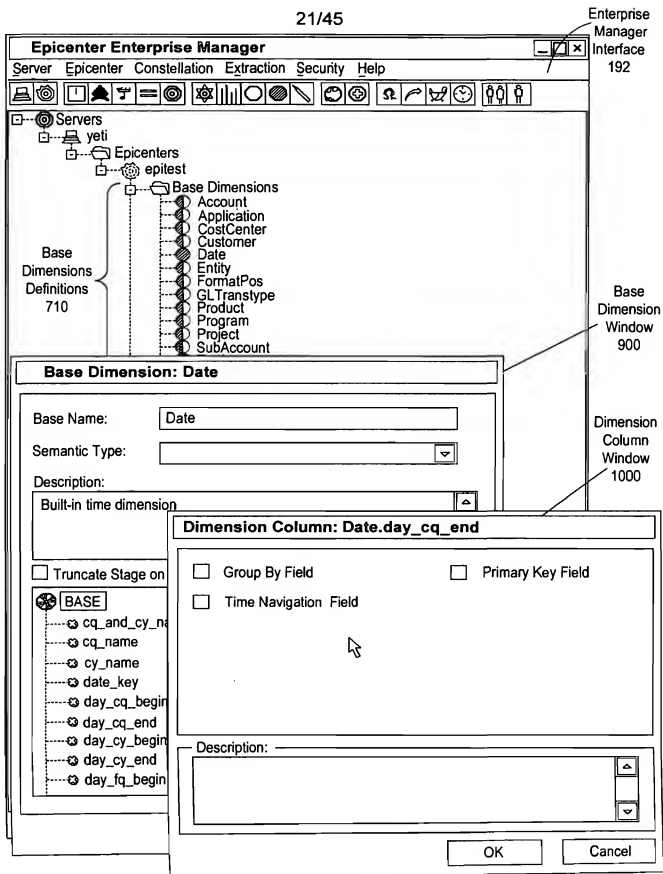 21/45
Enterprise
Manager
Interface
192
Epicenter Enterprise Manager
Server Epicenter Constellation Extraction Security Help
Servers
yeti
Epicenters
epitest
Base Dimensions
Account
Application
CostCenter
Customer
Date
Entity
FormatPos
GLTranstype
Product
Program
Project
SubAccount
Base
Dimensions
Definitions
710
Base
Dimension
Window
900
Base Dimension: Date
Base Name: Date
Semantic Type:
Description:
Built-in time dimension
Truncate Stage on
BASE
cq_and_cy_na
cq_name
cy_name
date_key
day_cq_begin
day_cq_end
day_cy_begin
day_cy_end
day_fq_begin
Dimension
Column
Window
1000
Dimension Column: Date.day_cq_end
Group By Field Primary Key Field
Time Navigation Field
Description:
OK Cancel